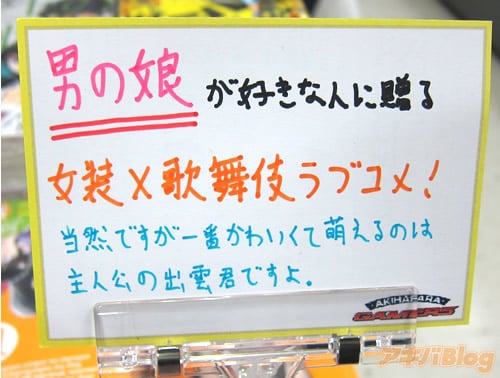 男の娘が好きな人に贈る
女装X歌舞伎ラブコメ!
当然ですが一番かわいくて萌えるのは
主人公の出雲君ですよ。
AKIHABARA
GAMERS
アキバBlog